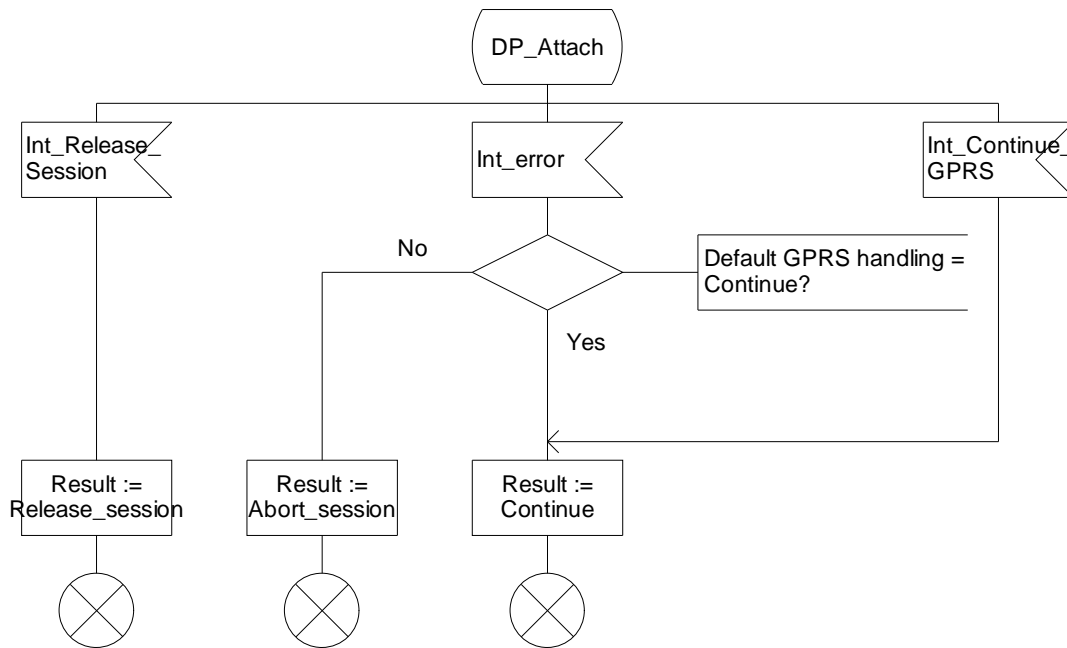 DP_Attach
Int_Release_
Session
Int_error
Int_Continue_
GPRS
No
Default GPRS handling =
Continue?
Yes
Result :=
Release_session
Result :=
Abort_session
Result :=
Continue